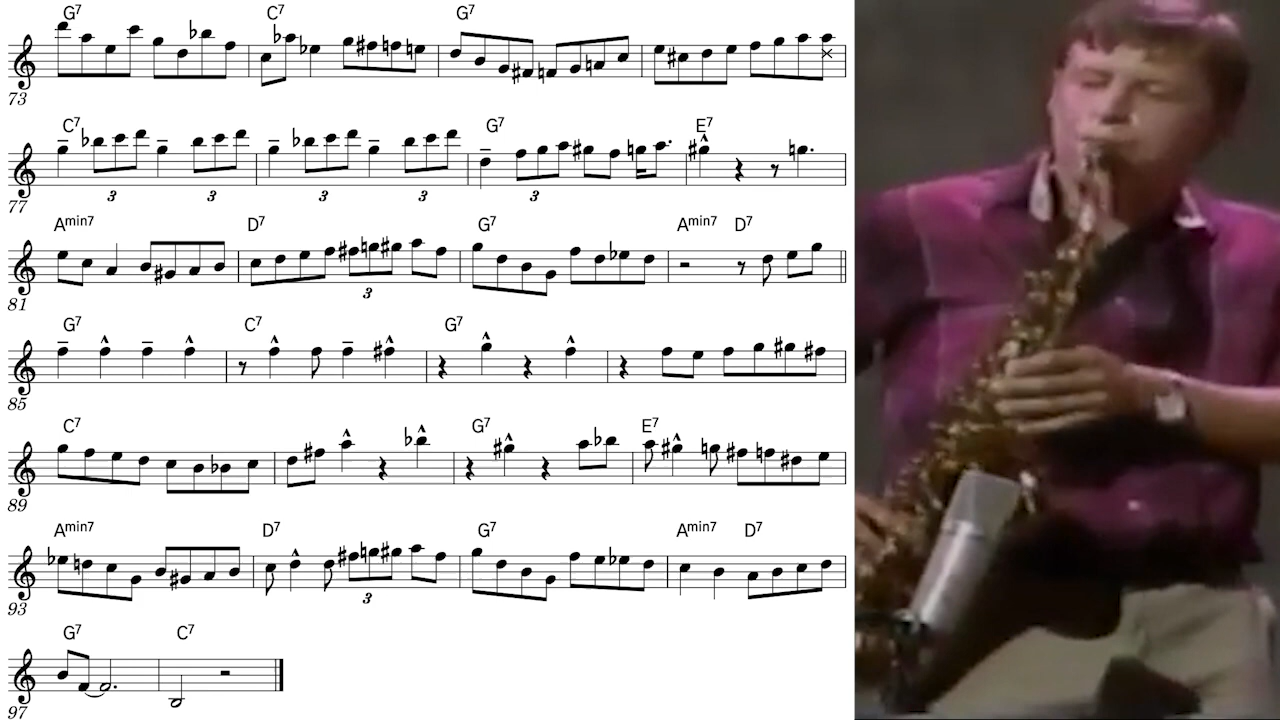 G7 C7 G7
73
C7 G7 E7
3 3 3 3 3
77
Amin7 D7 G7 Amin7 D7
3
81
G7 C7 G7
85
C7 G7 E7
89
Amin7 D7 G7 Amin7 D7
3
93
G7 C7
97